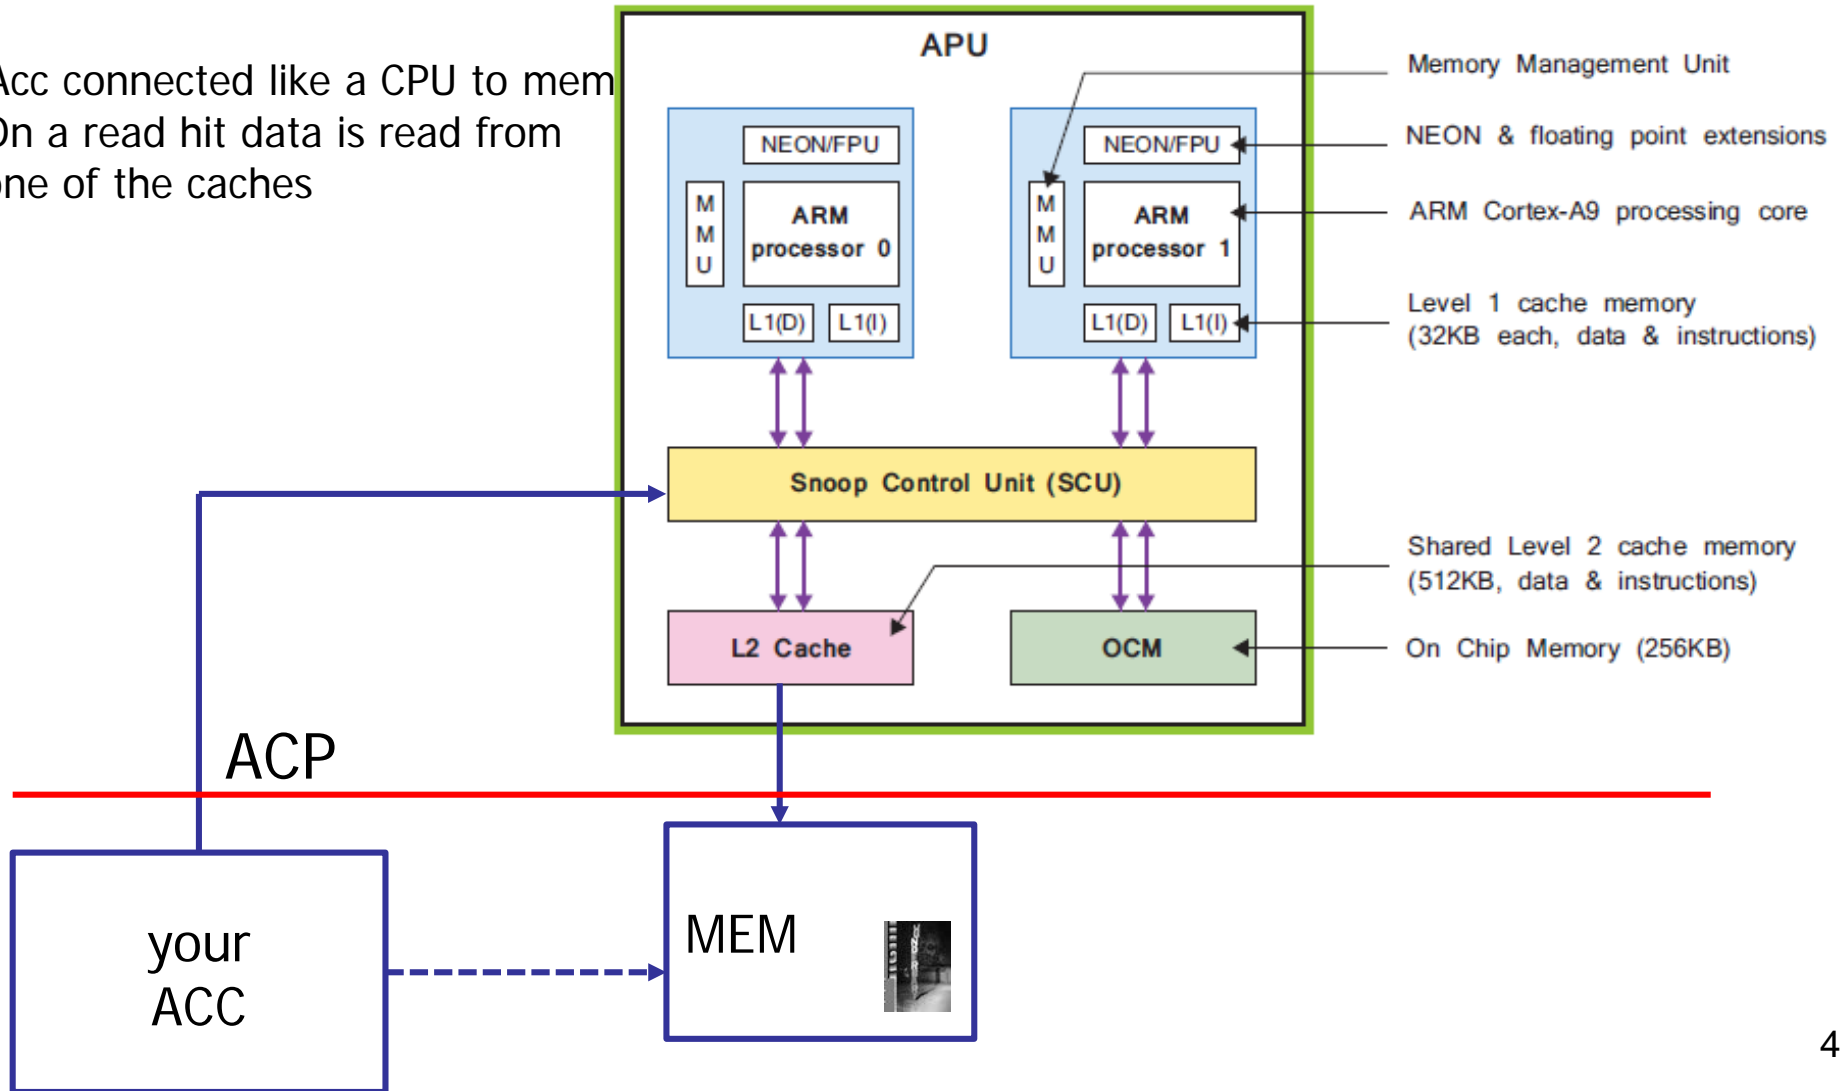 Acc connected like a CPU to mem
On a read hit data is read from
one of the caches
APU
NEON/FPU
MMU
ARM
processor 0
L1(D)
L1(I)
NEON/FPU
MMU
ARM
processor 1
L1(D)
L1(I)
Memory Management Unit
NEON & floating point extensions
ARM Cortex-A9 processing core
Level 1 cache memory
(32KB each, data & instructions)
Snoop Control Unit (SCU)
Shared Level 2 cache memory
(512KB, data & instructions)
L2 Cache
OCM
On Chip Memory (256KB)
ACP
your
ACC
MEM
4